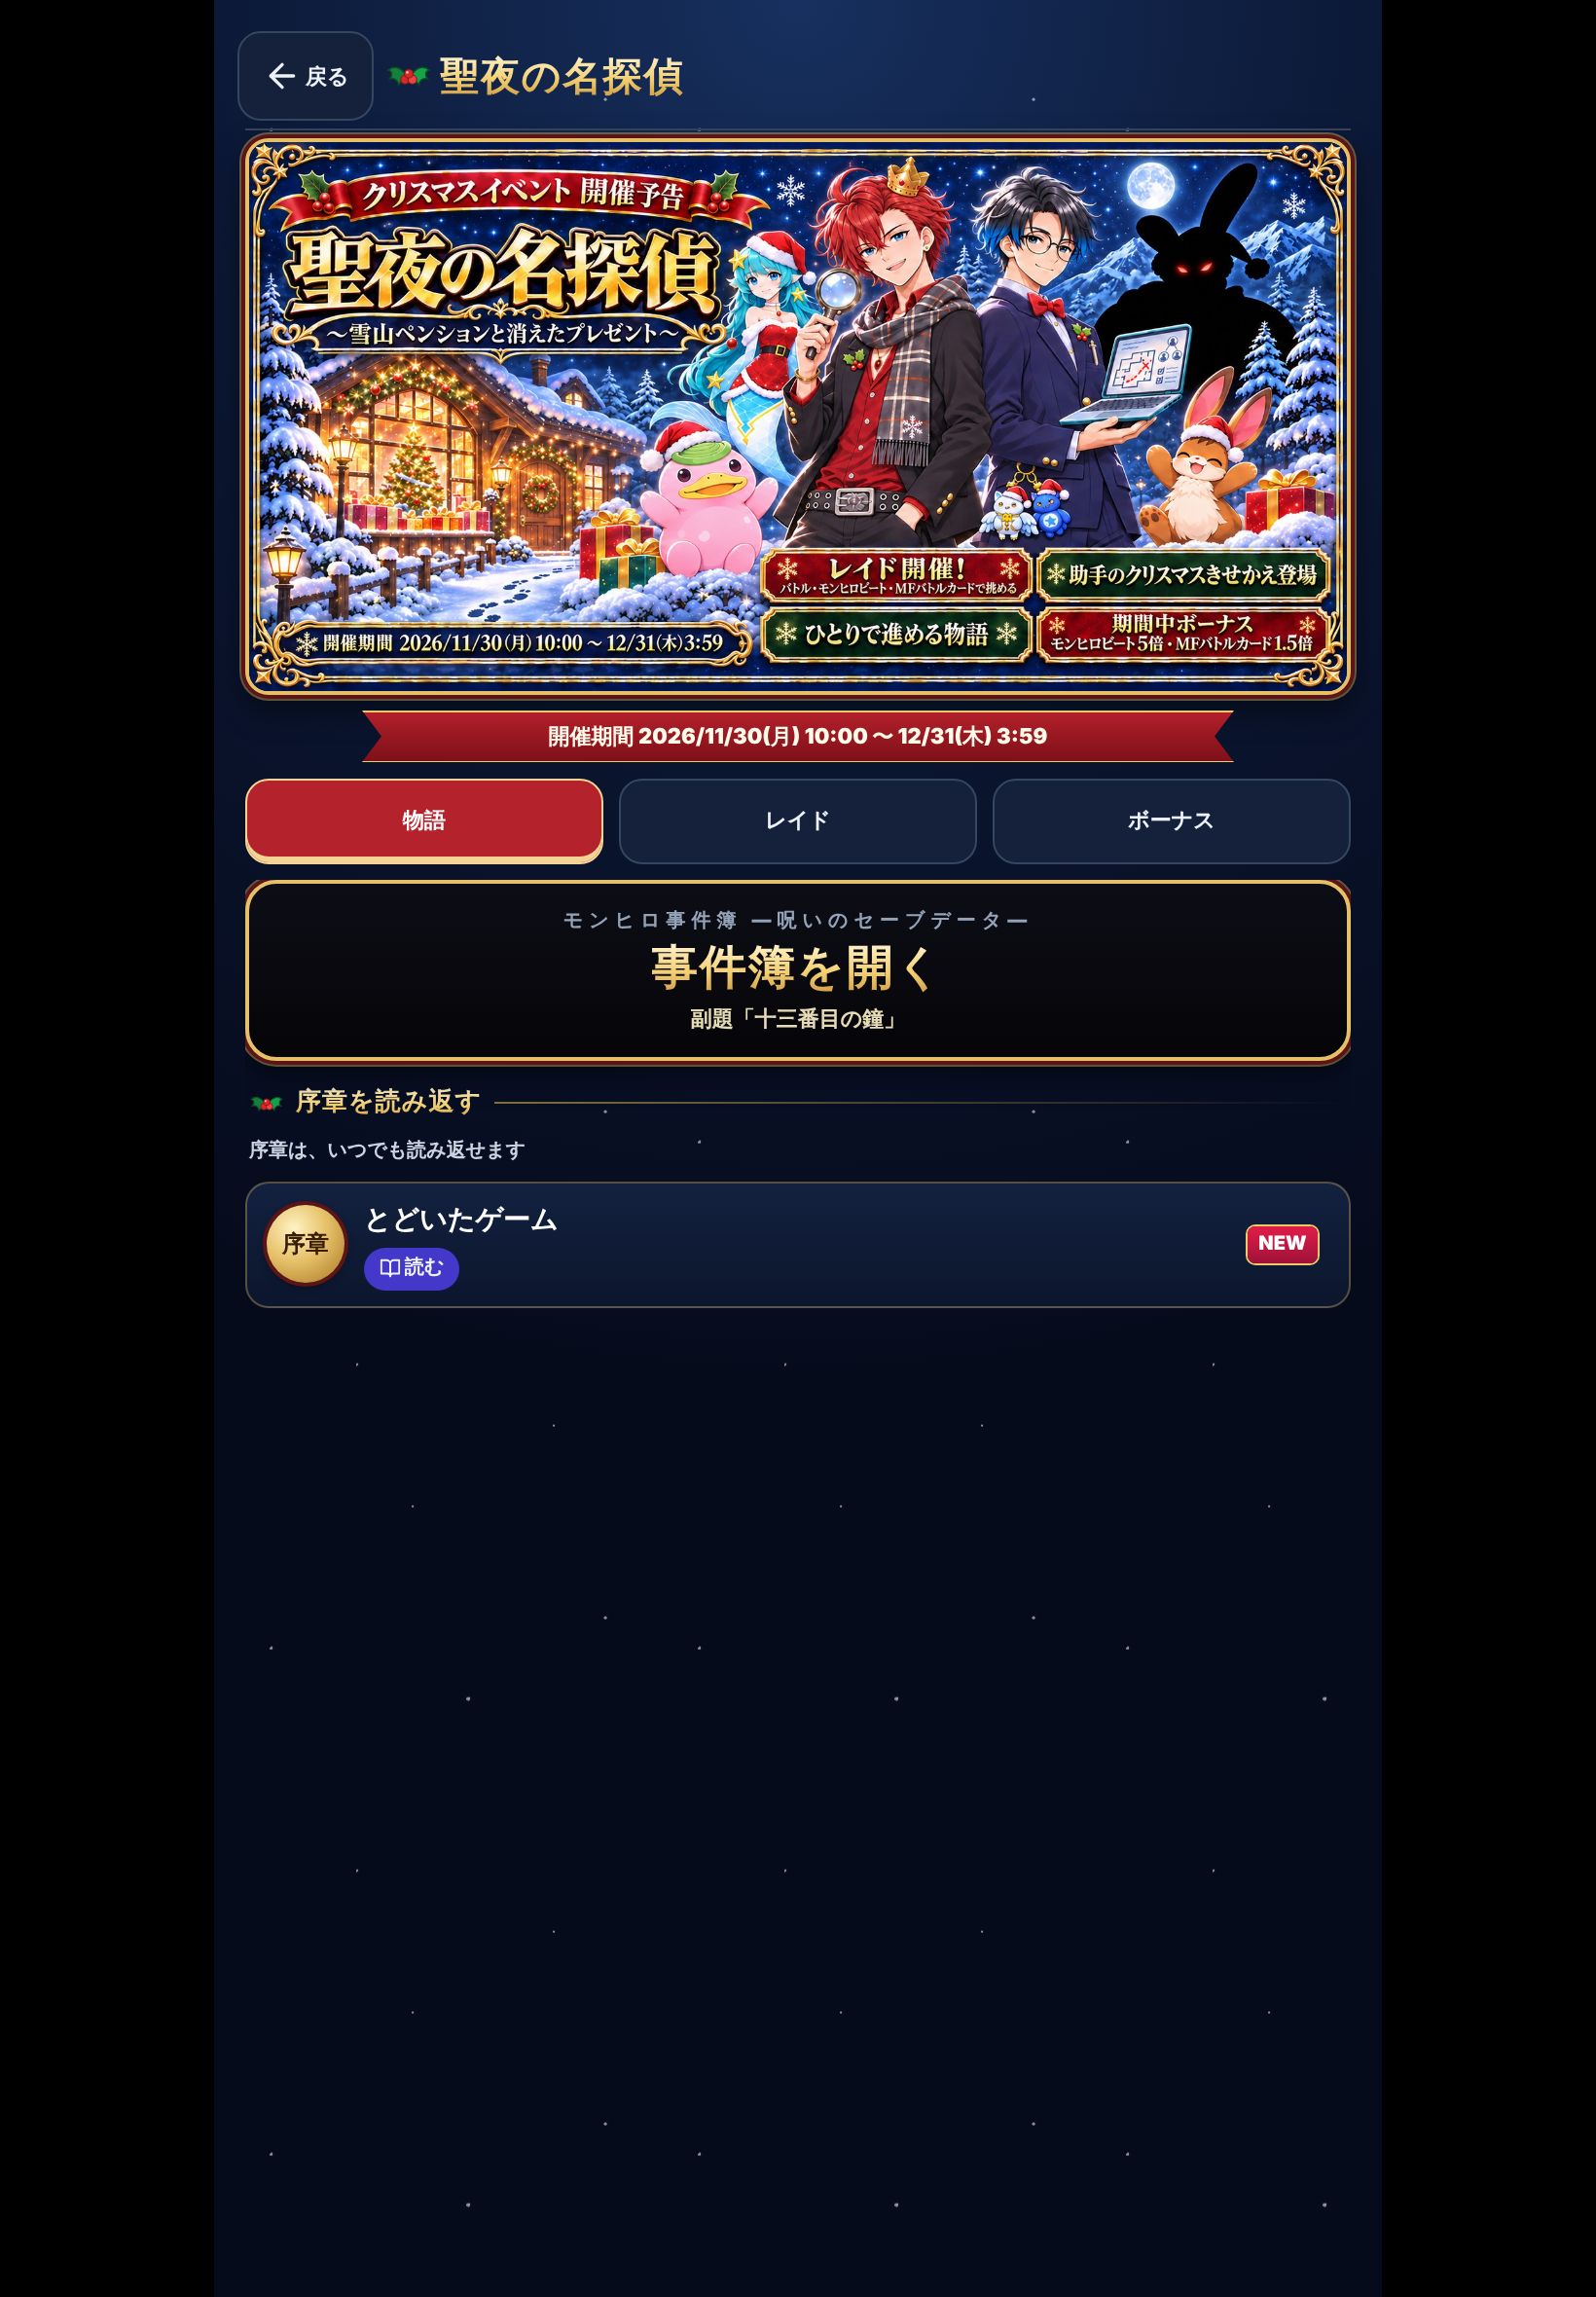 戻る
聖夜の名探偵
クリスマスイベント 開催予告
聖夜の名探偵
〜雪山ペンションと消えたプレゼント〜
レイド開催!
バトル・モンヒロビート・MFバトルカードで挑める
助手のクリスマスきせかえ登場
ひとりで進める物語
期間中ボーナス
モンヒロビート5倍・MFバトルカード1.5倍
開催期間 2026/11/30(月)10:00 〜 12/31(木)3:59
開催期間 2026/11/30(月) 10:00 〜 12/31(木) 3:59
物語
レイド
ボーナス
モンヒロ事件簿 ―呪いのセーブデータ―
事件簿を開く
副題「十三番目の鐘」
序章を読み返す
序章は、いつでも読み返せます
序章
とどいたゲーム
読む
NEW